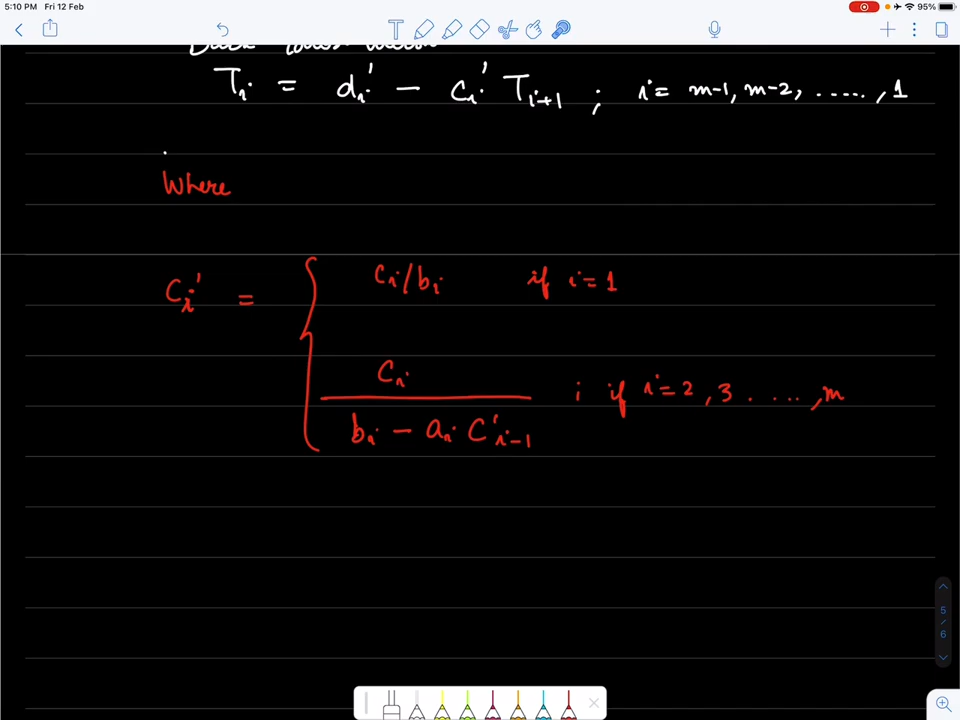 5:10 PM Fri 12 Feb 95%
Back
Tᵢ = dᵢ' − cᵢ' Tᵢ₊₁ ; i = m-1, m-2, ....., 1
Where
Cᵢ' = { Cᵢ/bᵢ if i = 1
Cᵢ / (bᵢ − aᵢ C'ᵢ₋₁) i if i = 2, 3 . ...., m
5 / 6